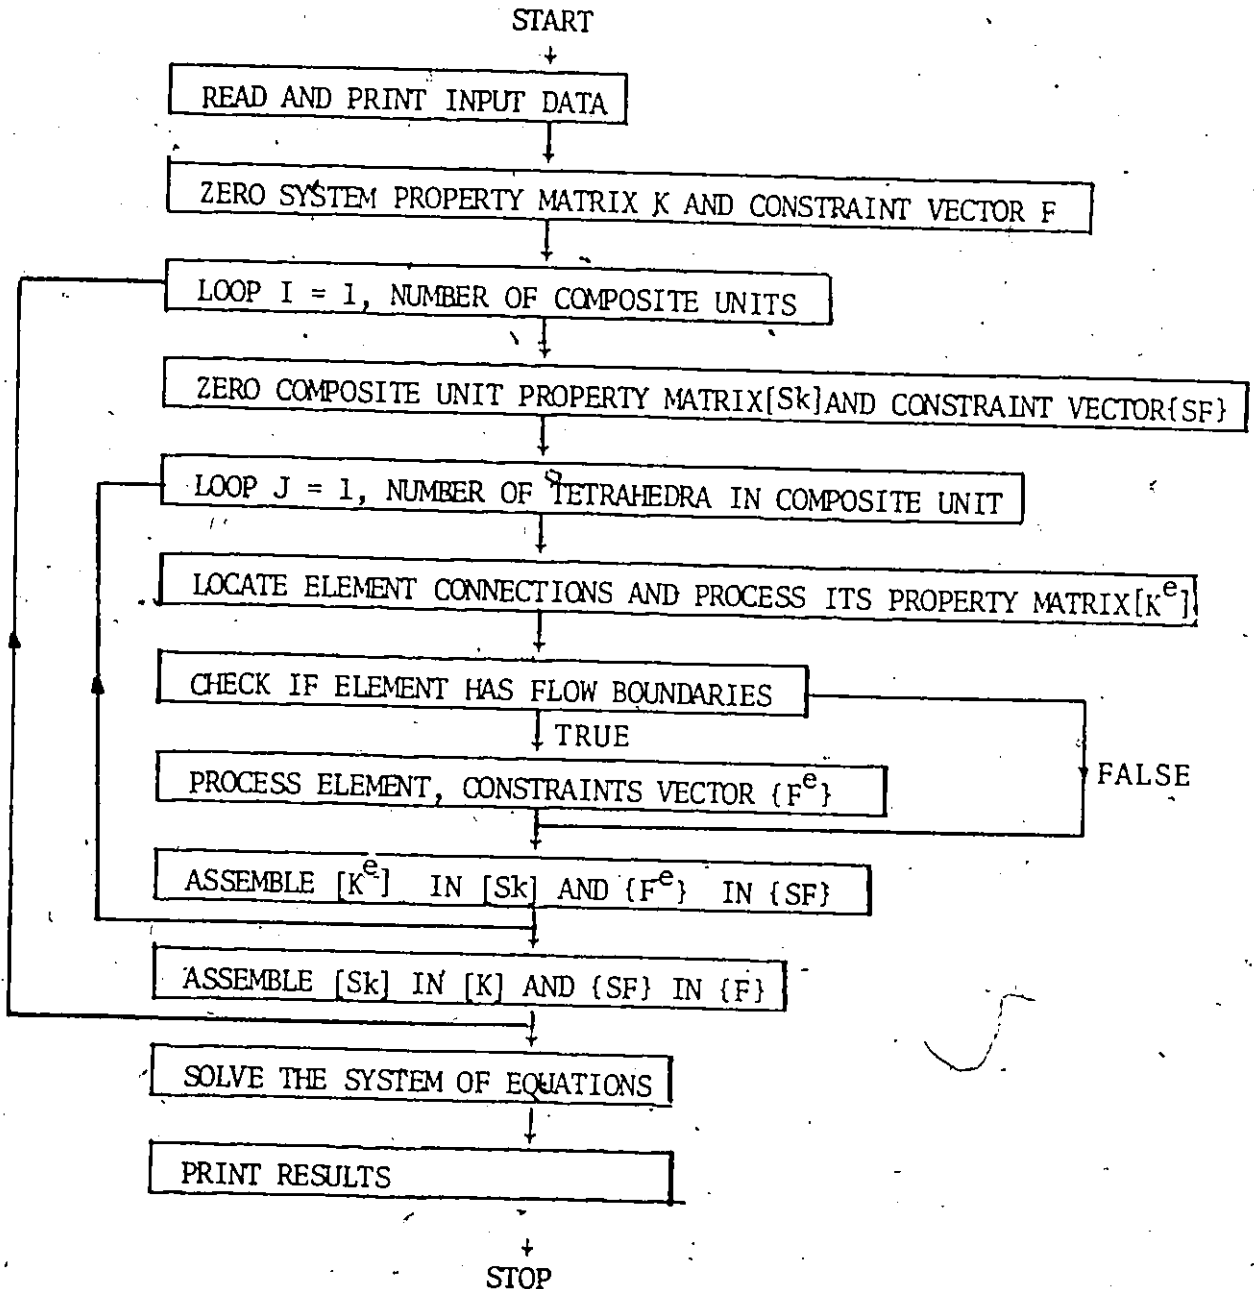 START
READ AND PRINT INPUT DATA
ZERO SYSTEM PROPERTY MATRIX K AND CONSTRAINT VECTOR F
LOOP I = 1, NUMBER OF COMPOSITE UNITS
ZERO COMPOSITE UNIT PROPERTY MATRIX[Sk]AND CONSTRAINT VECTOR{SF}
LOOP J = 1, NUMBER OF TETRAHEDRA IN COMPOSITE UNIT
LOCATE ELEMENT CONNECTIONS AND PROCESS ITS PROPERTY MATRIX[K^e]
CHECK IF ELEMENT HAS FLOW BOUNDARIES
TRUE
FALSE
PROCESS ELEMENT, CONSTRAINTS VECTOR {F^e}
ASSEMBLE [K^e] IN [Sk] AND {F^e} IN {SF}
ASSEMBLE [Sk] IN [K] AND {SF} IN {F}
SOLVE THE SYSTEM OF EQUATIONS
PRINT RESULTS
STOP